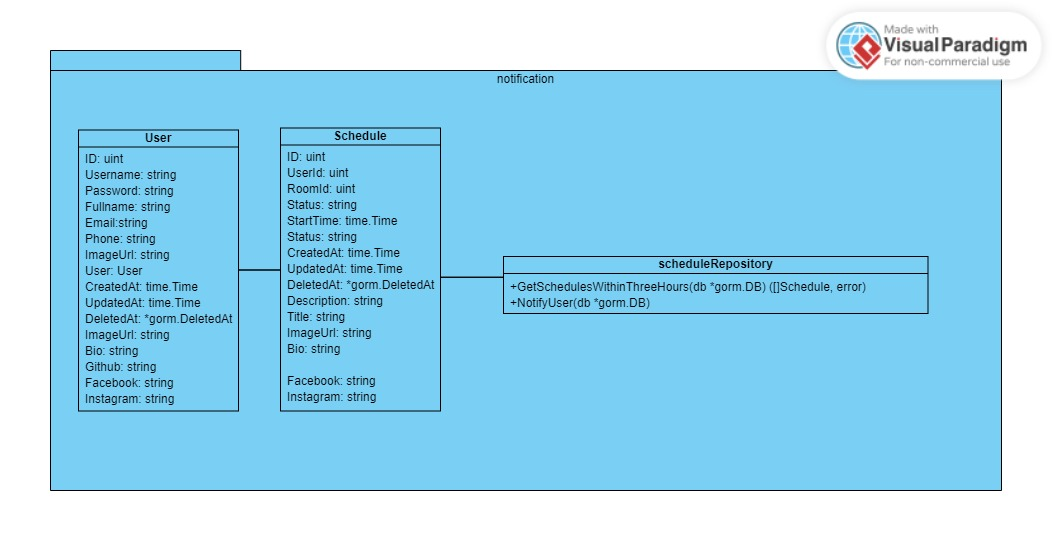 Made with
Visual Paradigm
For non-commercial use
notification
User
ID: uint
Username: string
Password: string
Fullname: string
Email:string
Phone: string
ImageUrl: string
User: User
CreatedAt: time.Time
UpdatedAt: time.Time
DeletedAt: *gorm.DeletedAt
ImageUrl: string
Bio: string
Github: string
Facebook: string
Instagram: string
Schedule
ID: uint
UserId: uint
RoomId: uint
Status: string
StartTime: time.Time
Status: string
CreatedAt: time.Time
UpdatedAt: time.Time
DeletedAt: *gorm.DeletedAt
Description: string
Title: string
ImageUrl: string
Bio: string
Facebook: string
Instagram: string
scheduleRepository
+GetSchedulesWithinThreeHours(db *gorm.DB) ([]Schedule, error)
+NotifyUser(db *gorm.DB)